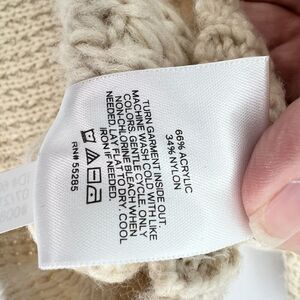 66% ACRYLIC
34% NYLON
TURN GARMENT INSIDE OUT.
MACHINE WASH COLD WITH LIKE
COLORS, GENTLE CYCLE. ONLY
NON-CHLORINE BLEACH WHEN
NEEDED. LAY FLAT TO DRY. COOL
IRON IF NEEDED.
RN# 55285